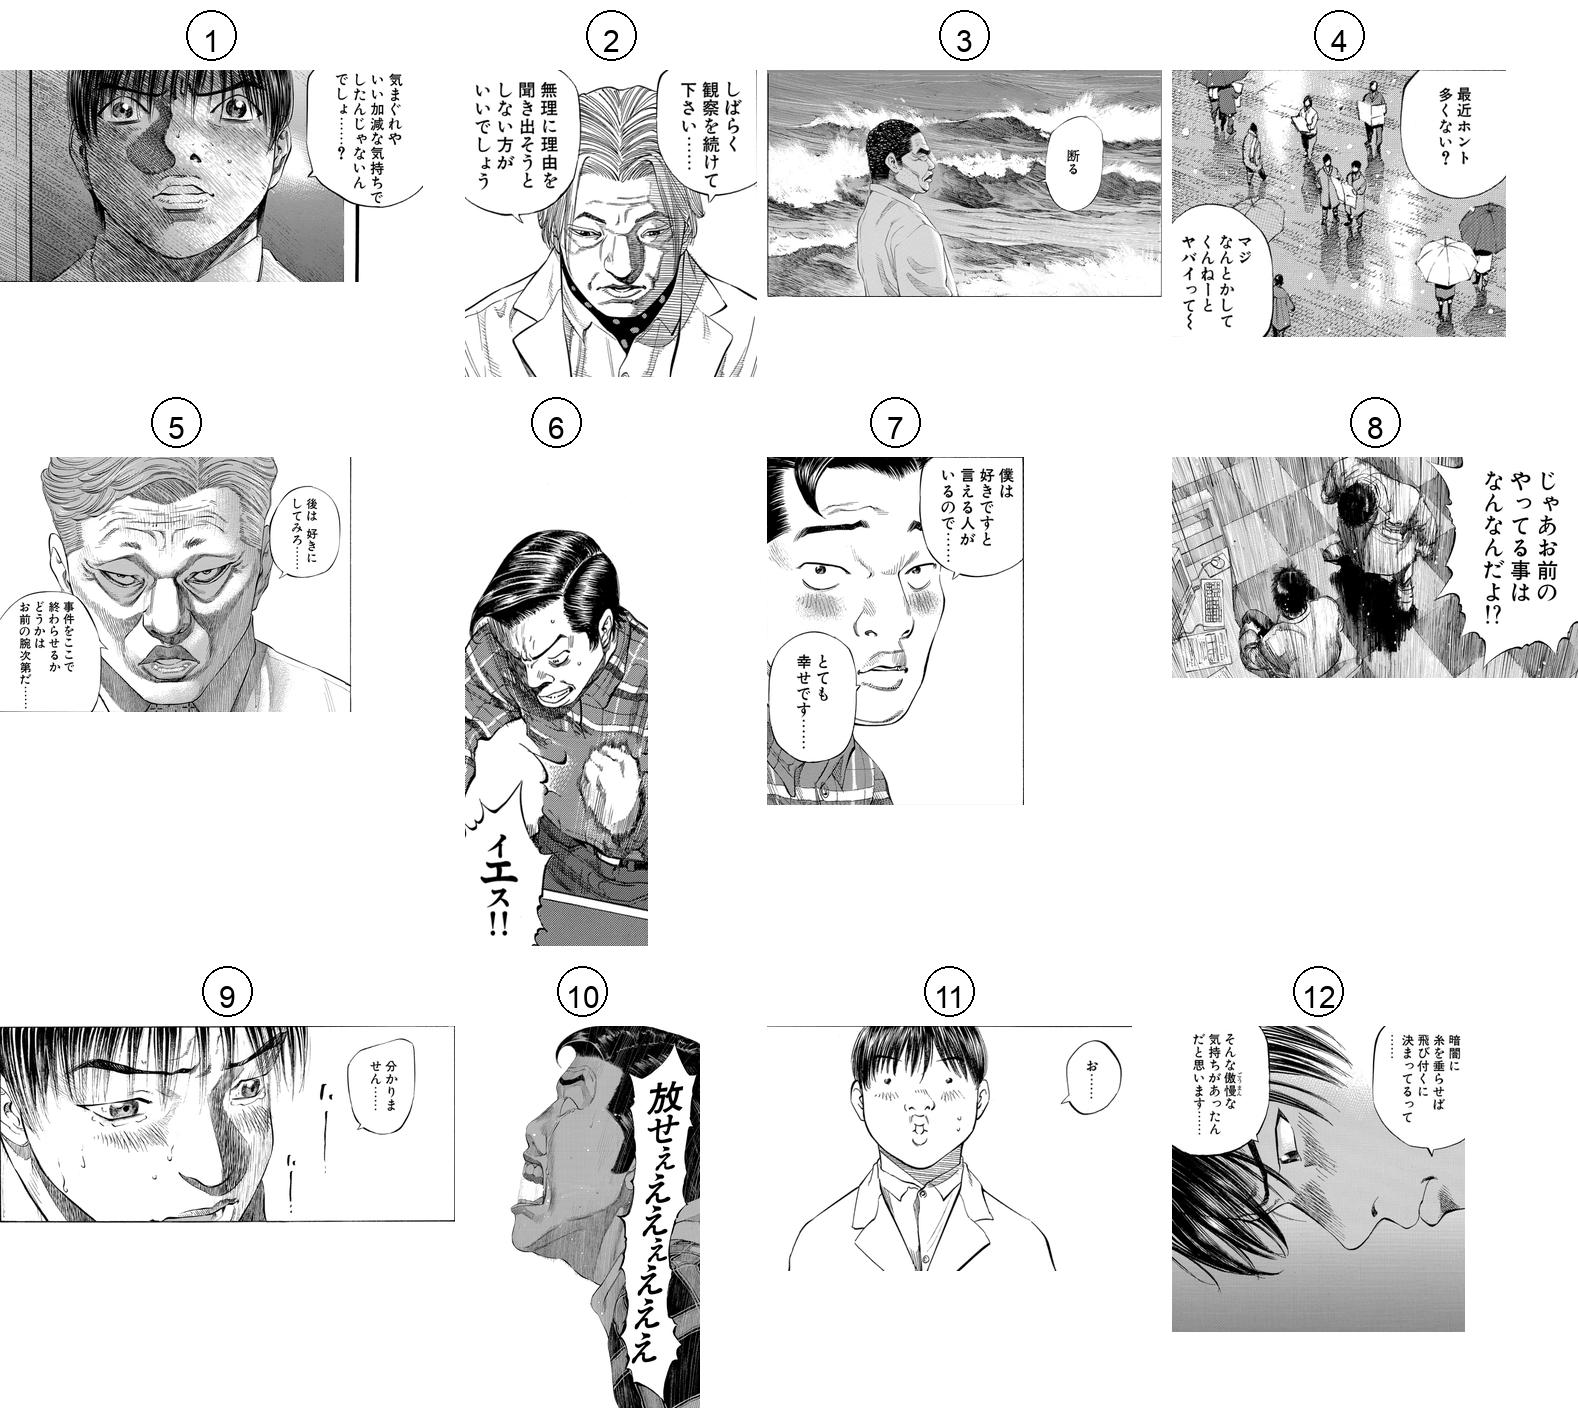 1
気まぐれや
いい加減な気持ちで
したんじゃないん
でしょ……?
2
しばらく
観察を続けて
下さい……
無理に理由を
聞き出そうと
しない方が
いいでしょう
3
断る
4
最近ホント
多くない?
マジ
なんとかして
くんねーと
ヤバイって〜
5
後は 好きに
してみろ……
事件をここで
終わらせるか
どうかは
お前の腕次第だ……
6
イエス!!
7
僕は
好きですと
言える人が
いるので……
とても
幸せです……
8
じゃあお前の
やってる事は
なんなんだよ!?
9
分かりま
せん……
10
放せぇえええぇええええ
11
お……
12
暗闇に
糸を垂らせば
飛び付くに
決まってるって
……
そんな傲慢な
ごうまん
気持ちがあったん
だと思います……